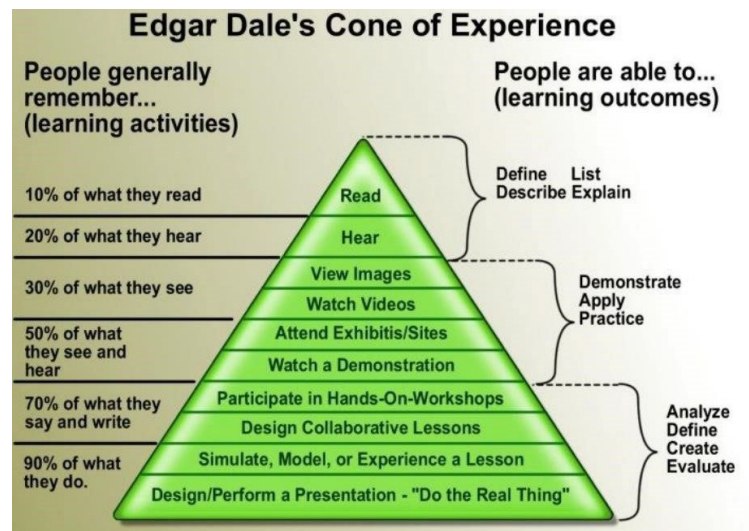 Edgar Dale's Cone of Experience
People generally
remember...
(learning activities)
People are able to...
(learning outcomes)
10% of what they read
20% of what they hear
30% of what they see
50% of what
they see and
hear
70% of what they
say and write
90% of what
they do.
Read
Hear
View Images
Watch Videos
Attend Exhibitis/Sites
Watch a Demonstration
Participate in Hands-On-Workshops
Design Collaborative Lessons
Simulate, Model, or Experience a Lesson
Design/Perform a Presentation - "Do the Real Thing"
Define List
Describe Explain
Demonstrate
Apply
Practice
Analyze
Define
Create
Evaluate